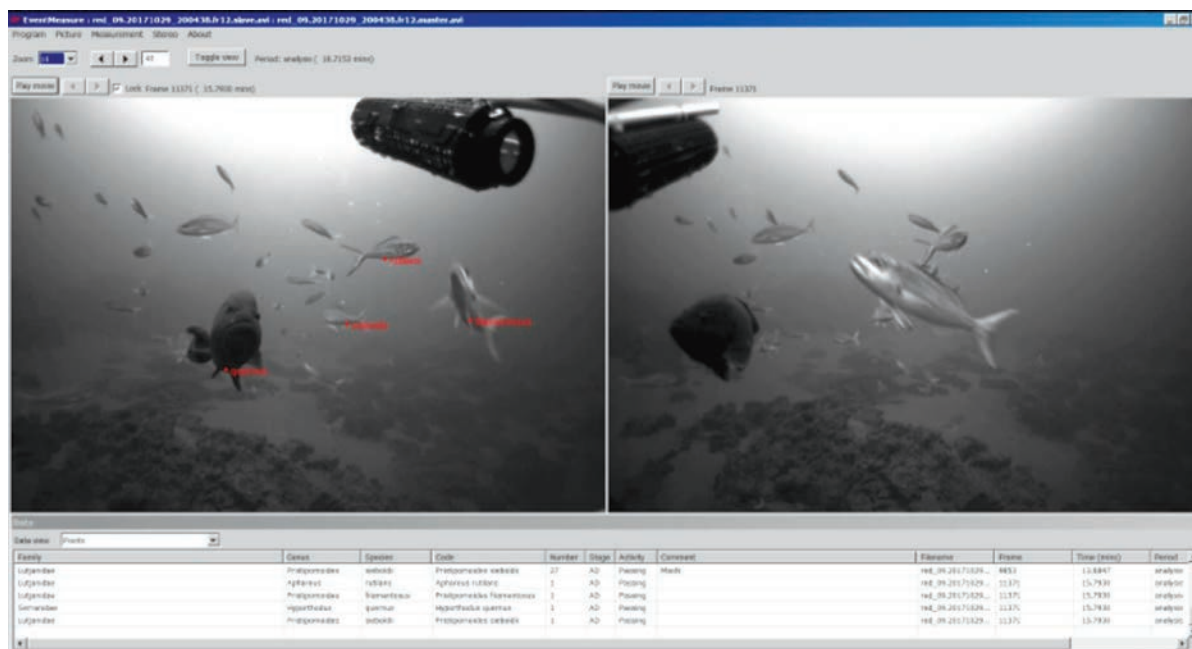 EventMeasure : red_09.20171029_200438.lr12.slave.avi : red_09.20171029_200438.lr12.master.avi
Program Picture Measurement Stereo About
Zoom Toggle view Period: analysis ( 16.7153 mins)
Play movie < > Frame 11371 ( 15.7930 mins) Play movie < > Frame 11371
quernus
Data
Data view Points
Family Genus Species Code Number Stage Activity Comment Filename Frame Time (mins) Period
Lutjanidae Pristipomoides sieboldii Pristipomoides sieboldii 27 AD Passing MaxN red_09.20171029... analysis
Lutjanidae Aphareus rutilans Aphareus rutilans 1 AD Passing red_09.20171029... 11371 15.7930 analysis
Lutjanidae Pristipomoides filamentosus Pristipomoides filamentosus 1 AD Passing red_09.20171029... 11371 15.7930 analysis
Serranidae Hyporthodus quernus Hyporthodus quernus 1 AD Passing red_09.20171029... 11371 15.7930 analysis
Lutjanidae Pristipomoides sieboldii Pristipomoides sieboldii 1 AD Passing red_09.20171029... 11371 15.7930 analysis